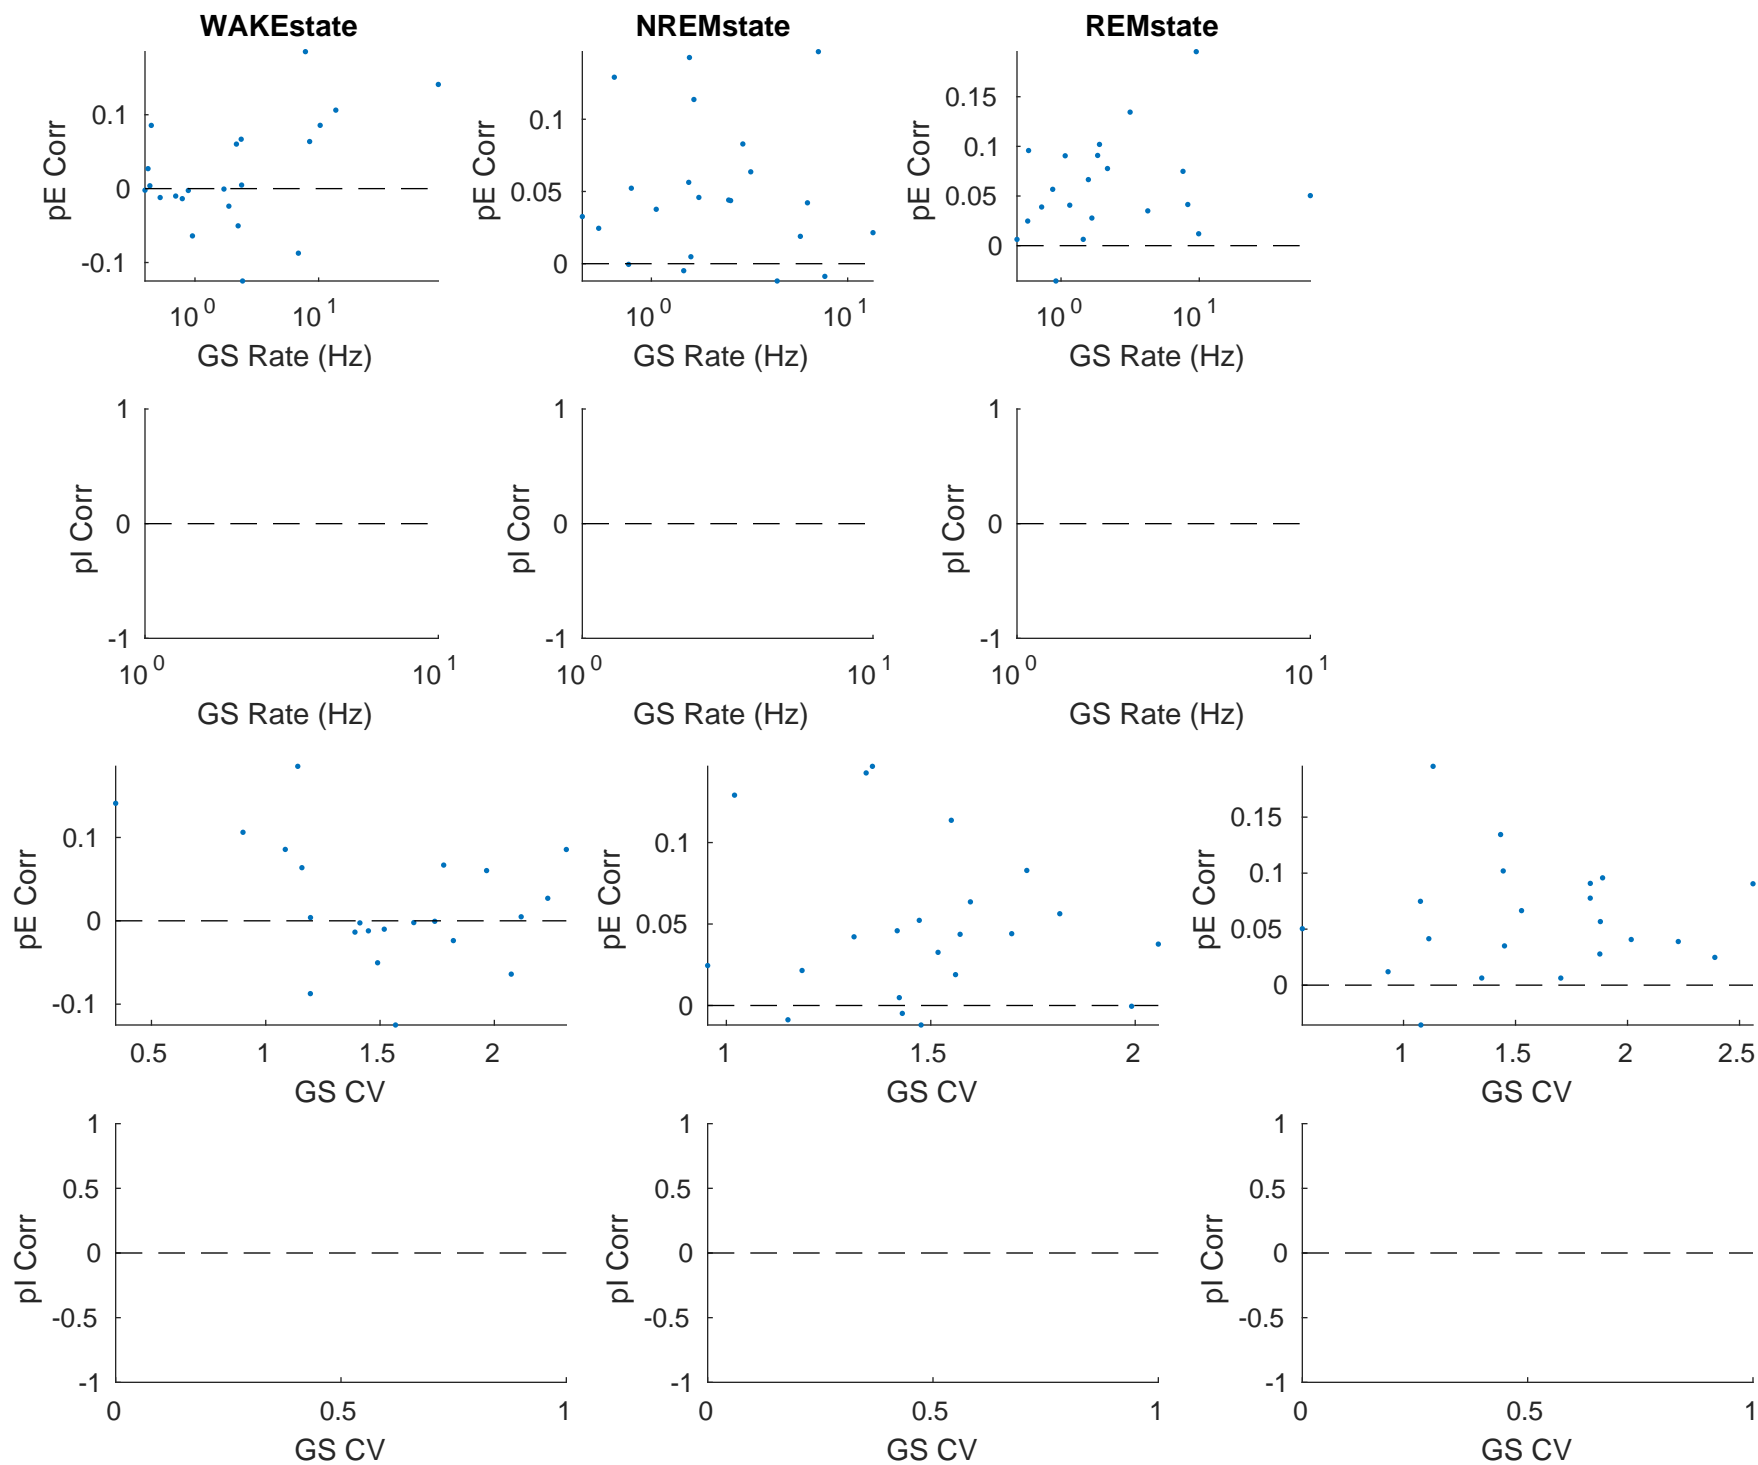 WAKEstate NREMstate REMstate
0.1
0
-0.1
pE Corr
10^0 10^1
GS Rate (Hz)
0.1
0.05
0
pE Corr
10^0 10^1
GS Rate (Hz)
0.15
0.1
0.05
0
pE Corr
10^0 10^1
GS Rate (Hz)
1
0
-1
pI Corr
10^0 10^1
GS Rate (Hz)
1
0
-1
pI Corr
10^0 10^1
GS Rate (Hz)
1
0
-1
pI Corr
10^0 10^1
GS Rate (Hz)
0.1
0
-0.1
pE Corr
0.5 1 1.5 2
GS CV
0.1
0.05
0
pE Corr
1 1.5 2
GS CV
0.15
0.1
0.05
0
pE Corr
1 1.5 2 2.5
GS CV
1
0.5
0
-0.5
-1
pI Corr
0 0.5 1
GS CV
1
0.5
0
-0.5
-1
pI Corr
0 0.5 1
GS CV
1
0.5
0
-0.5
-1
pI Corr
0 0.5 1
GS CV